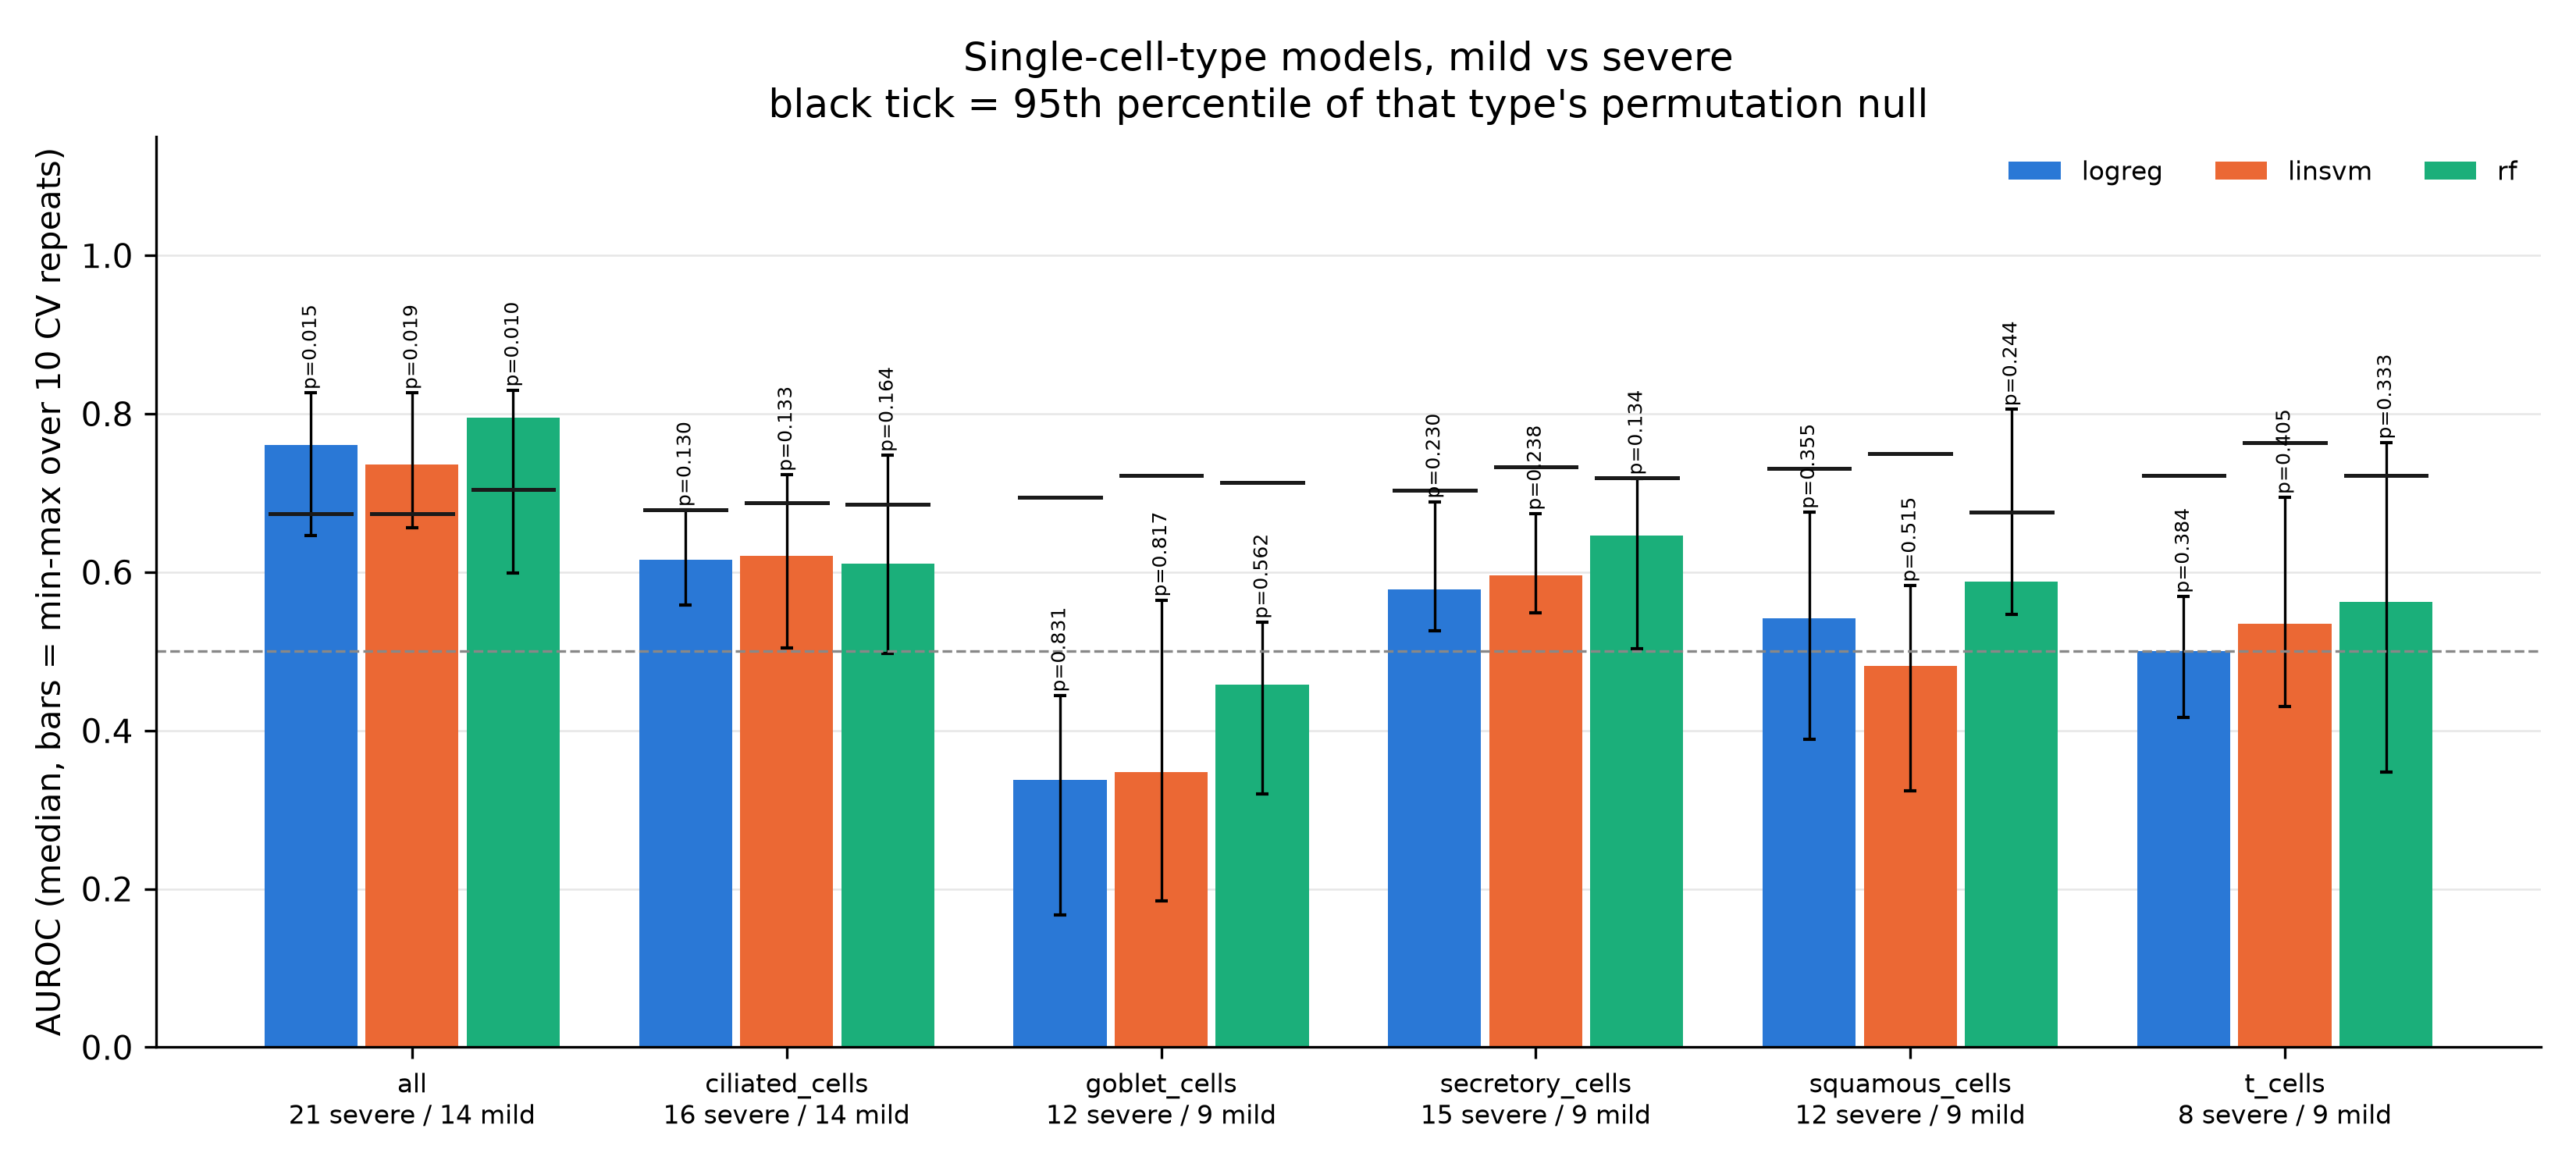 Single-cell-type models, mild vs severe
black tick = 95th percentile of that type's permutation null
logreg
linsvm
rf
AUROC (median, bars = min-max over 10 CV repeats)
1.0
0.8
0.6
0.4
0.2
0.0
p=0.015
p=0.019
p=0.010
p=0.130
p=0.133
p=0.164
p=0.831
p=0.817
p=0.562
p=0.230
p=0.238
p=0.134
p=0.355
p=0.515
p=0.244
p=0.384
p=0.405
p=0.333
all
21 severe / 14 mild
ciliated_cells
16 severe / 14 mild
goblet_cells
12 severe / 9 mild
secretory_cells
15 severe / 9 mild
squamous_cells
12 severe / 9 mild
t_cells
8 severe / 9 mild